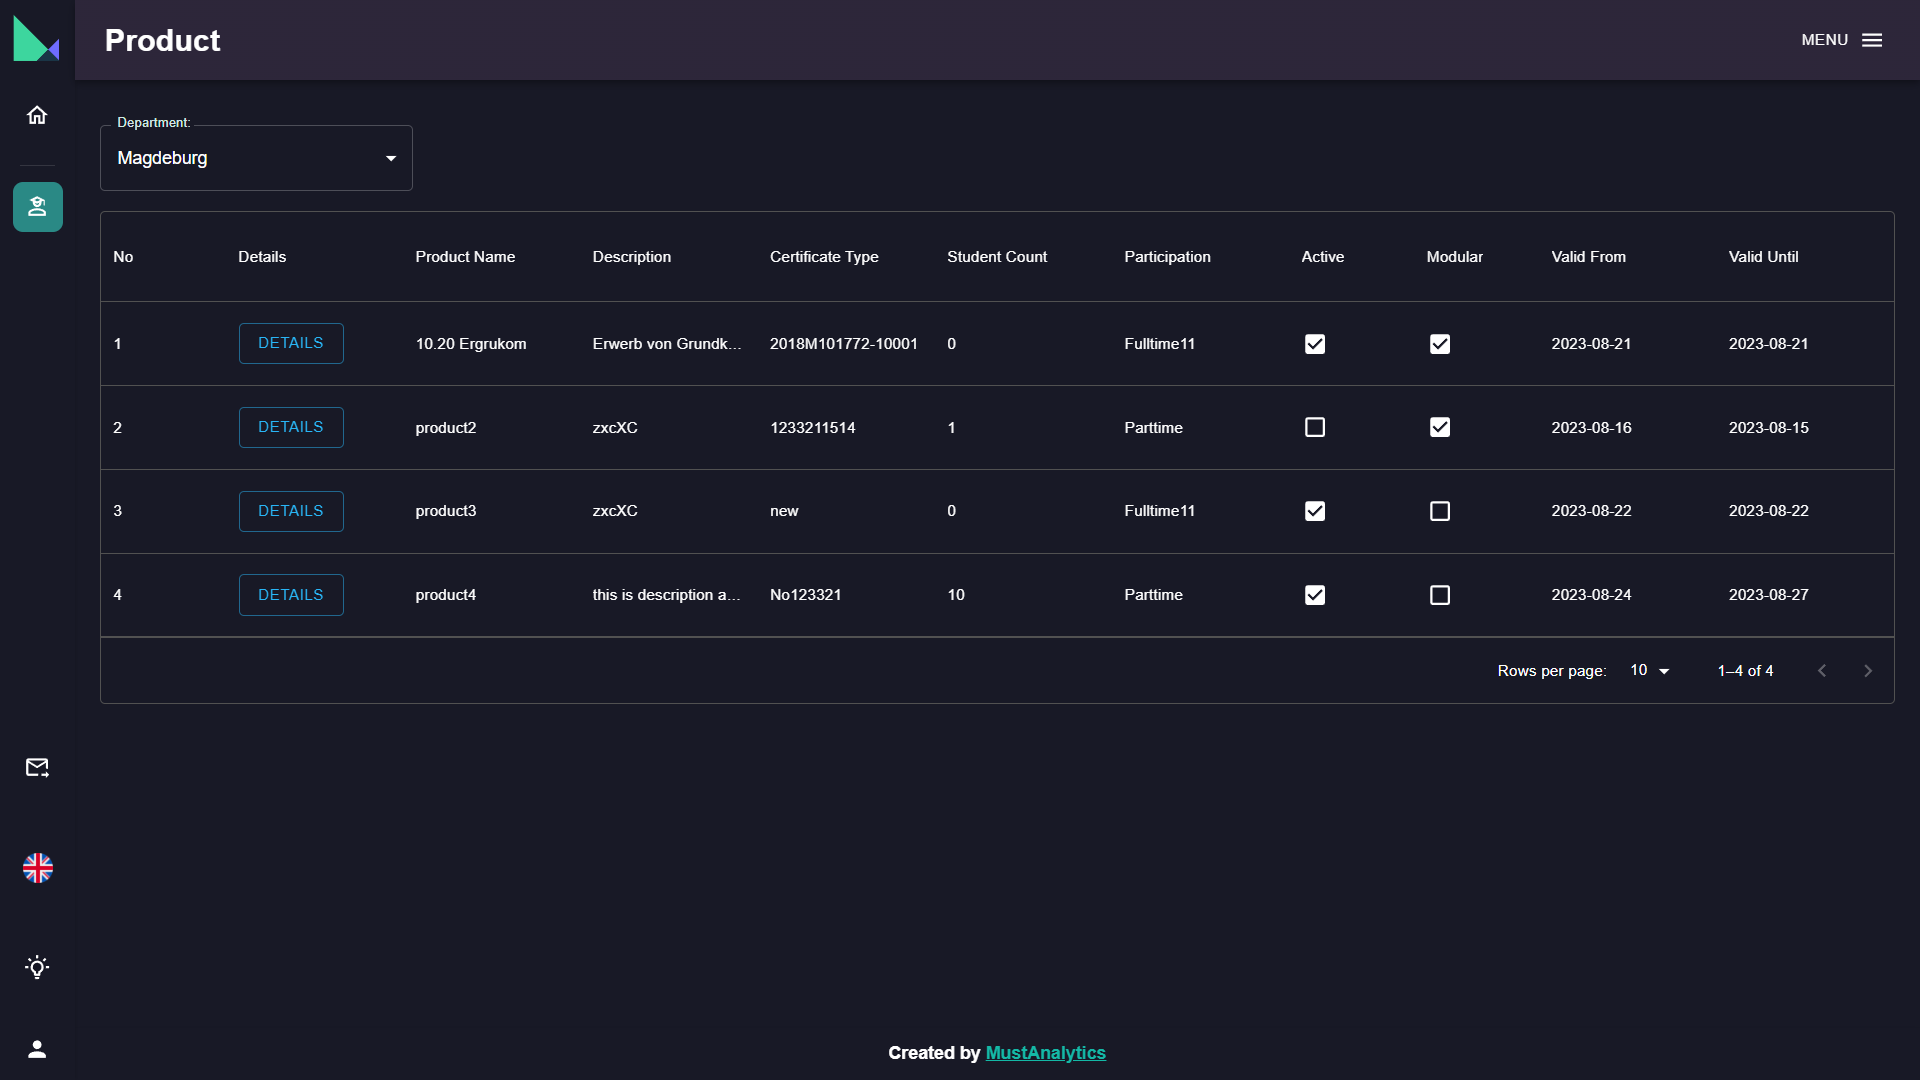 Product
MENU
Department:
Magdeburg
No Details Product Name Description Certificate Type Student Count Participation Active Modular Valid From Valid Until
1 DETAILS 10.20 Ergrukom Erwerb von Grundk... 2018M101772-10001 0 Fulltime11 2023-08-21 2023-08-21
2 DETAILS product2 zxcXC 1233211514 1 Parttime 2023-08-16 2023-08-15
3 DETAILS product3 zxcXC new 0 Fulltime11 2023-08-22 2023-08-22
4 DETAILS product4 this is description a... No123321 10 Parttime 2023-08-24 2023-08-27
Rows per page: 10 1–4 of 4
Created by MustAnalytics